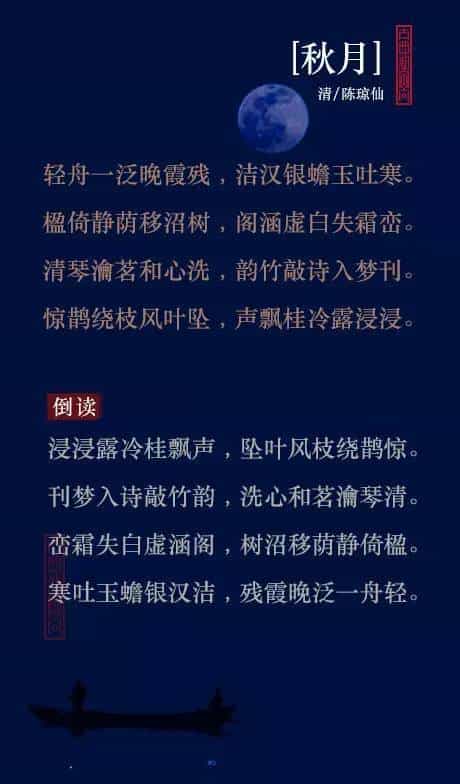 [秋月]
清/陈琼仙
轻舟一泛晚霞残，洁汉银蟾玉吐寒。
楹倚静荫移沼树，阁涵虚白失霜峦。
清琴瀹茗和心洗，韵竹敲诗入梦刊。
惊鹊绕枝风叶坠，声飘桂冷露浸浸。
倒读
浸浸露冷桂飘声，坠叶风枝绕鹊惊。
刊梦入诗敲竹韵，洗心和茗瀹琴清。
峦霜失白虚涵阁，树沼移荫静倚楹。
寒吐玉蟾银汉洁，残霞晚泛一舟轻。